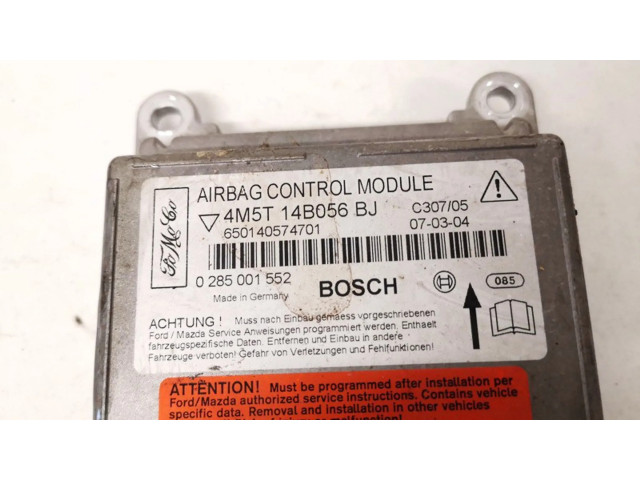 FoMoCo
AIRBAG CONTROL MODULE
4M5T 14B056 BJ
C307/05
650140574701
07-03-04
0 285 001 552
BOSCH
085
Made in Germany
ACHTUNG ! Muss nach Einbau gemaess vorgeschriebenen
Ford / Mazda Service Anweisungen programmiert werden. Enthaelt
fahrzeugspezifische Daten. Entfernen und Einbau in andere
Fahrzeuge verboten! Gefahr von Verletzungen und Fehlfunktionen!
ATTENTION! Must be programmed after installation per
Ford/Mazda authorized service instructions. Contains vehicle
specific data. Removal and installation in other vehicles
malfunction!